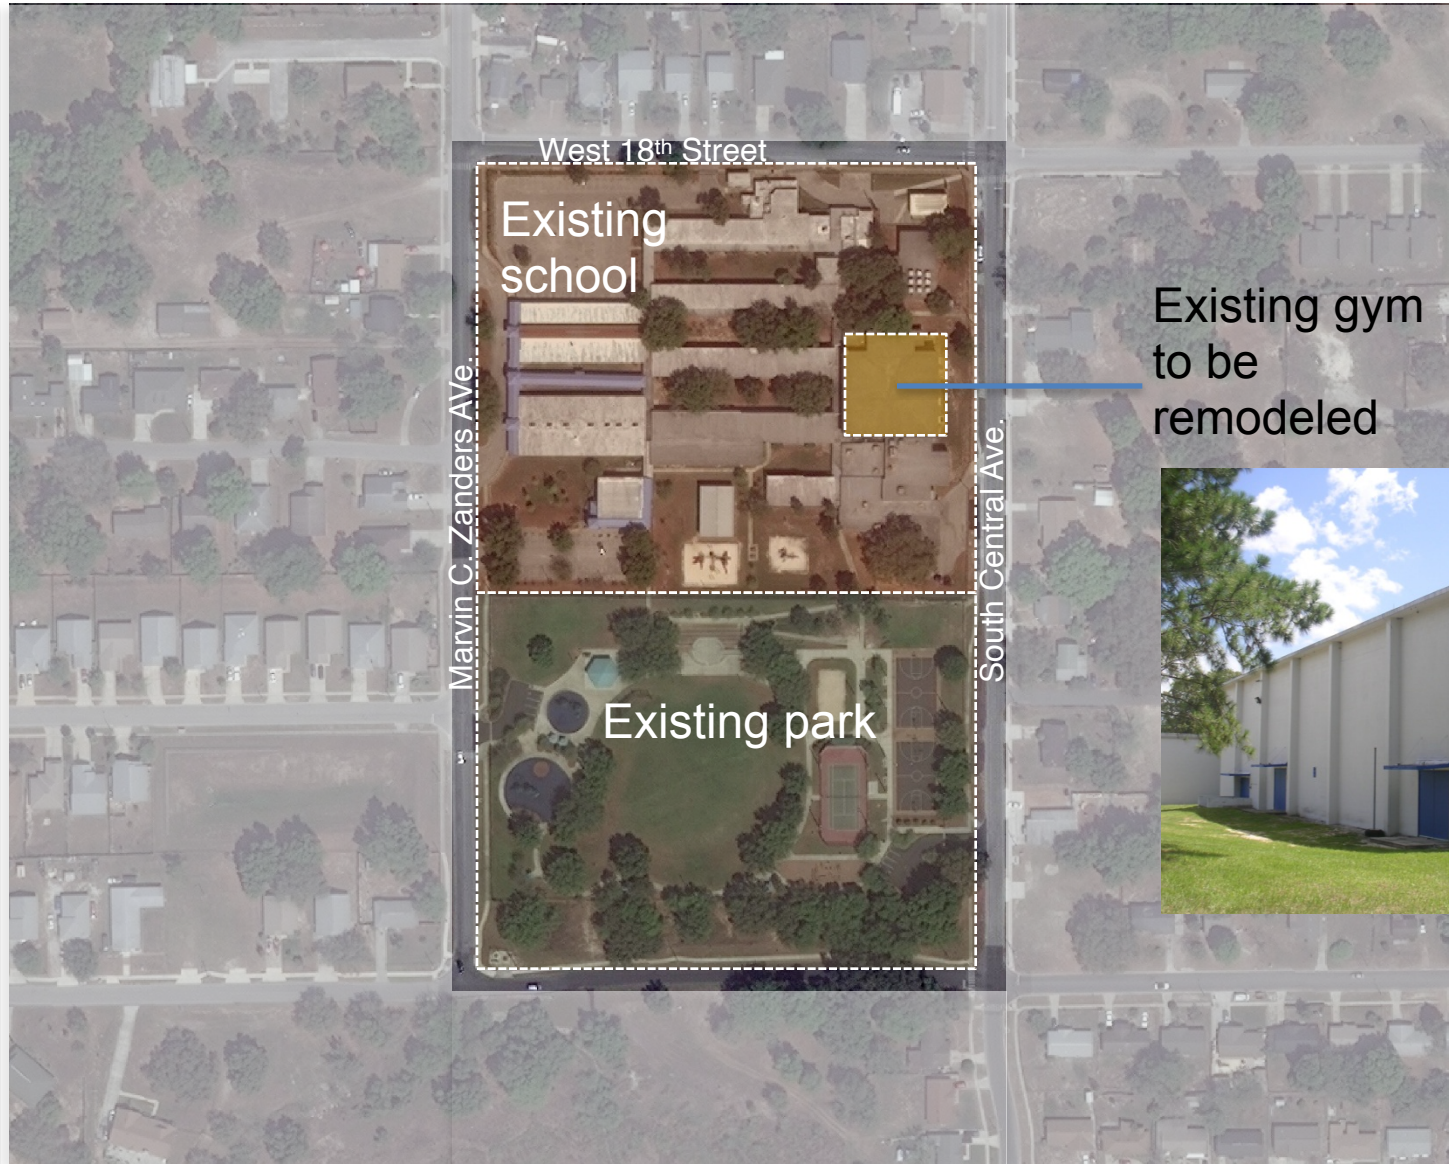 West 18th Street
Existing
school
Existing gym
to be
remodeled
Marvin C. Zanders AVe.
South Central Ave.
Existing park